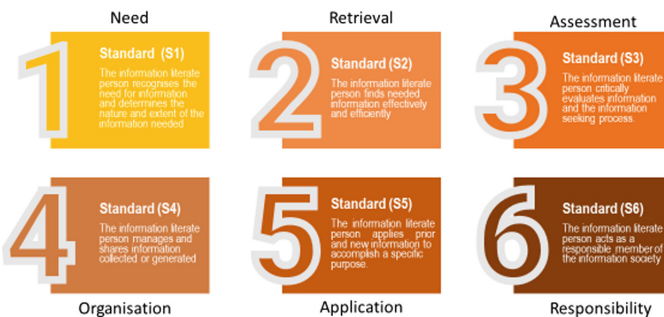 Need
1
Standard (S1)
The information literate
person recognises the
need for information
and determines the
nature and extent of the
information needed
Retrieval
2
Standard (S2)
The information literate
person finds needed
information effectively
and efficiently
Assessment
3
Standard (S3)
The information literate
person critically
evaluates information
and the information
seeking process.
4
Standard (S4)
The information literate
person manages and
shares information
collected or generated
Organisation
5
Standard (S5)
The information literate
person applies prior
and new information to
accomplish a specific
purpose.
Application
6
Standard (S6)
The information literate
person acts as a
responsible member of
the information society
Responsibility